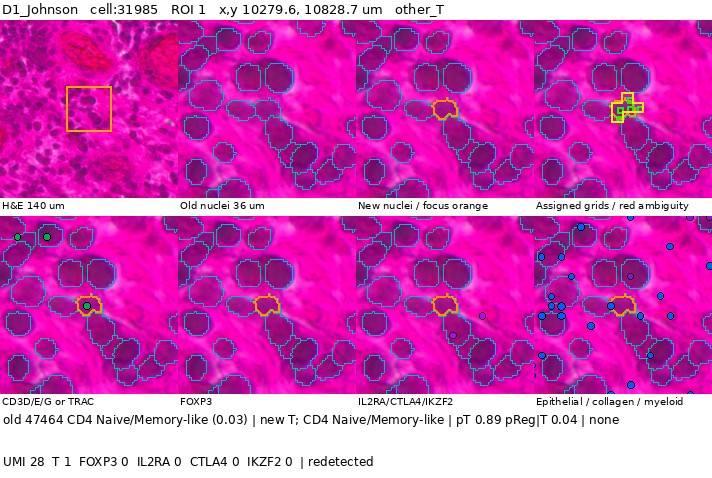 D1_Johnson   cell:31985   ROI 1   x,y 10279.6, 10828.7 um   other_T
H&E 140 um
Old nuclei 36 um
New nuclei / focus orange
Assigned grids / red ambiguity
CD3D/E/G or TRAC
FOXP3
IL2RA/CTLA4/IKZF2
Epithelial / collagen / myeloid
old 47464 CD4 Naive/Memory-like (0.03) | new T; CD4 Naive/Memory-like | pT 0.89 pReg|T 0.04 | none
UMI 28  T 1  FOXP3 0  IL2RA 0  CTLA4 0  IKZF2 0  | redetected